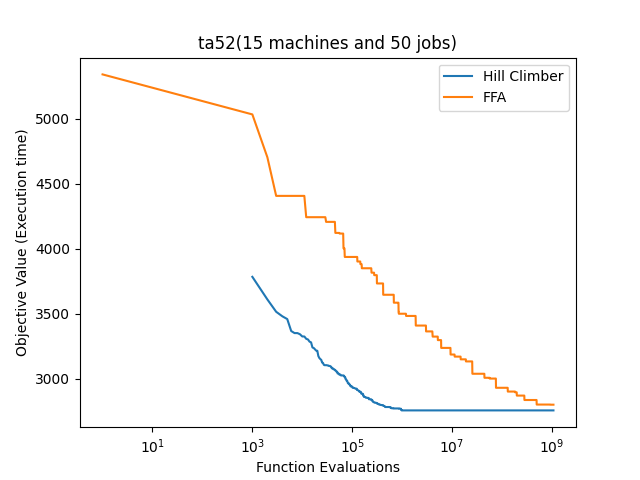 ta52(15 machines and 50 jobs)
Hill Climber
FFA
Objective Value (Execution time)
5000
4500
4000
3500
3000
10^1
10^3
10^5
10^7
10^9
Function Evaluations